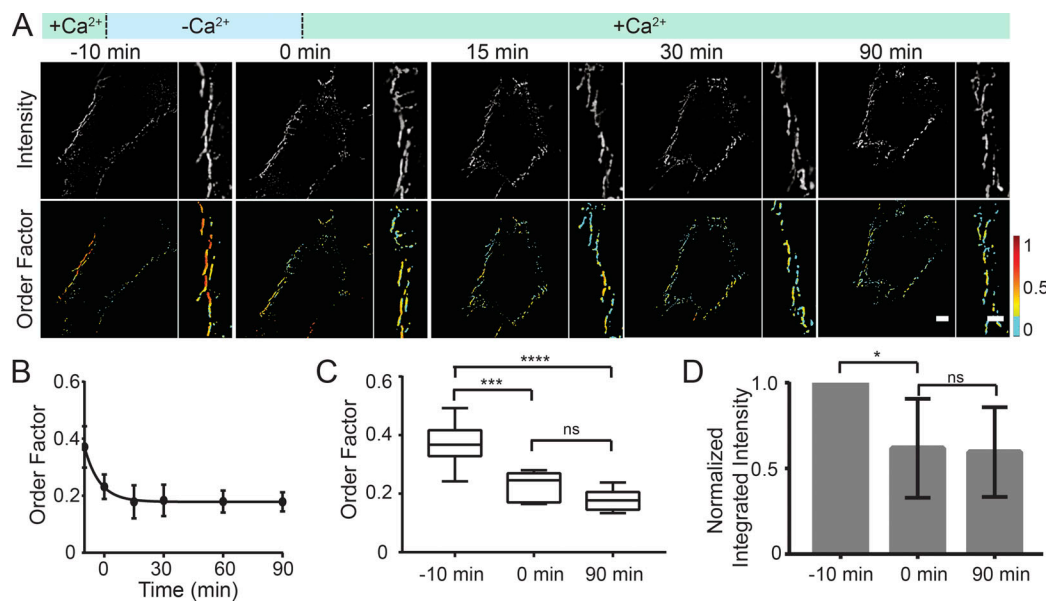 A
+Ca²⁺ -Ca²⁺ +Ca²⁺
-10 min 0 min 15 min 30 min 90 min
Intensity
Order Factor
1
0.5
0
B
Order Factor
0.6
0.4
0.2
0
0 30 60 90
Time (min)
C
Order Factor
0.6
0.4
0.2
0
****
***
ns
-10 min 0 min 90 min
D
Normalized
Integrated Intensity
1.0
0.5
0
*
ns
-10 min 0 min 90 min